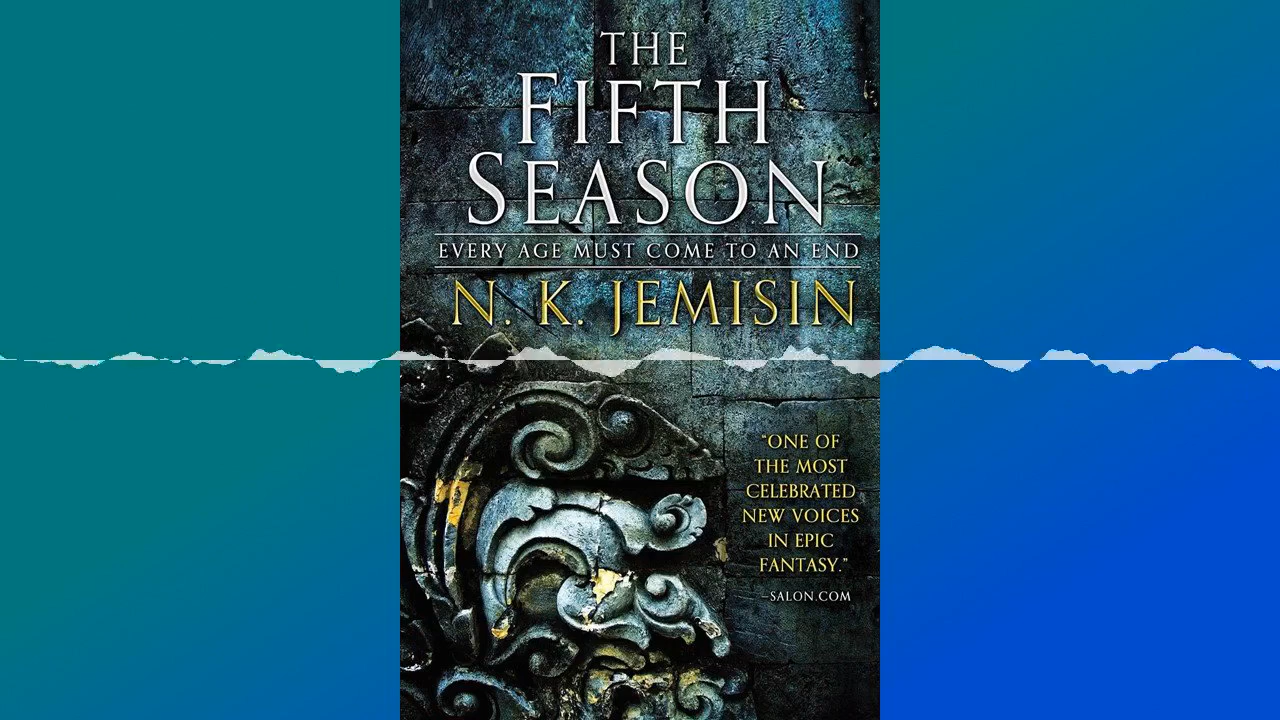 THE
FIFTH
SEASON
EVERY AGE MUST COME TO AN END
N. K. JEMISIN
"ONE OF
THE MOST
CELEBRATED
NEW VOICES
IN EPIC
FANTASY."
—SALON.COM